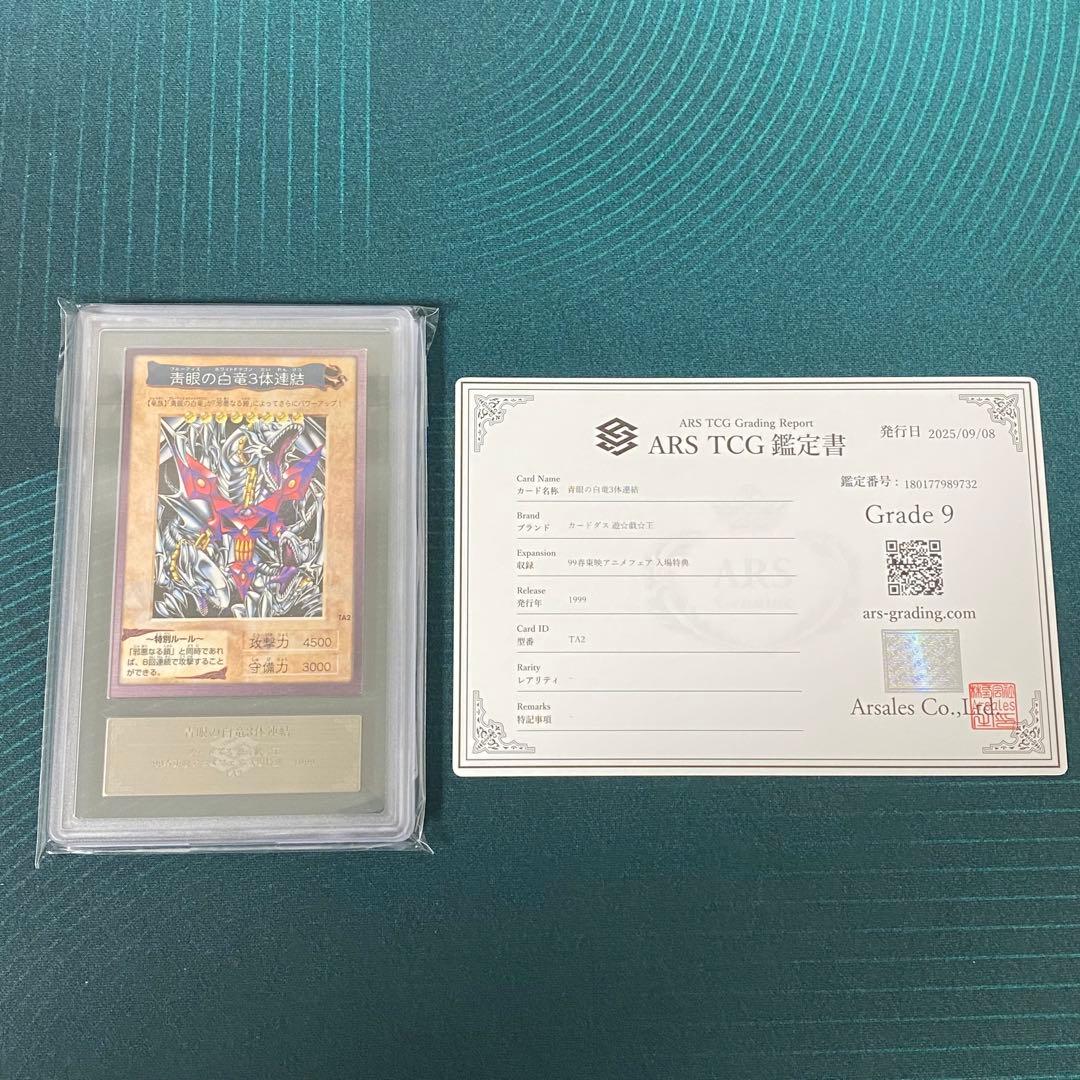 ブルーアイズ ホワイトドラゴン たい れん けつ
青眼の白竜3体連結
【竜族】「青眼の白竜」が「邪悪なる鎖」によってさらにパワーアップ!
TA2
～特別ルール～
「邪悪なる鎖」と同時であれ
ば、8回連続で攻撃すること
ができる。
攻撃力 4500
守備力 3000
青眼の白竜3体連結
1999
TA2
ARS TCG Grading Report
ARS TCG 鑑定書
発行日 2025/09/08
Card Name
カード名称 青眼の白竜3体連結
Brand
ブランド カードダス 遊☆戯☆王
Expansion
収録 99春東映アニメフェア 入場特典
Release
発行年 1999
Card ID
型番 TA2
Rarity
レアリティ -
Remarks
特記事項 -
鑑定番号：180177989732
Grade 9
ars-grading.com
Arsales Co.,Ltd.
株式会社
Arsales
ARS